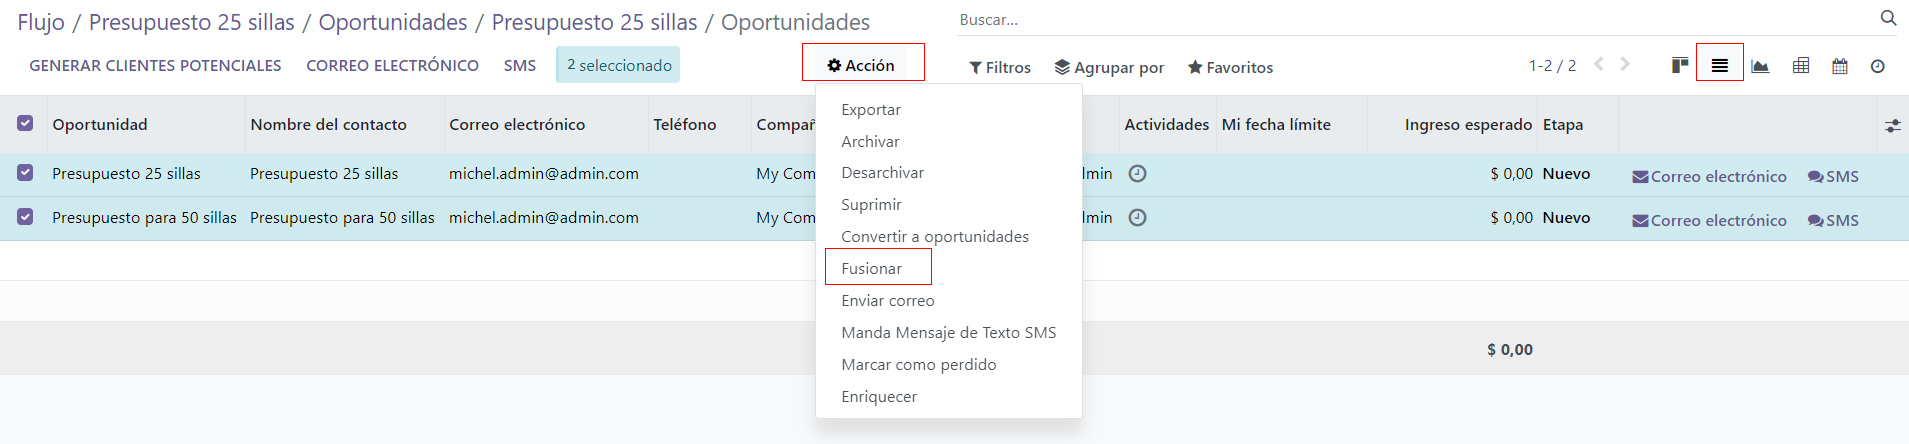 Flujo / Presupuesto 25 sillas / Oportunidades / Presupuesto 25 sillas / Oportunidades
Buscar...
GENERAR CLIENTES POTENCIALES CORREO ELECTRÓNICO SMS 2 seleccionado Acción Filtros Agrupar por Favoritos 1-2 / 2
Oportunidad Nombre del contacto Correo electrónico Teléfono Compañ Actividades Mi fecha límite Ingreso esperado Etapa
Presupuesto 25 sillas Presupuesto 25 sillas michel.admin@admin.com My Com lmin $ 0,00 Nuevo Correo electrónico SMS
Presupuesto para 50 sillas Presupuesto para 50 sillas michel.admin@admin.com My Com lmin $ 0,00 Nuevo Correo electrónico SMS
$ 0,00
Exportar
Archivar
Desarchivar
Suprimir
Convertir a oportunidades
Fusionar
Enviar correo
Manda Mensaje de Texto SMS
Marcar como perdido
Enriquecer